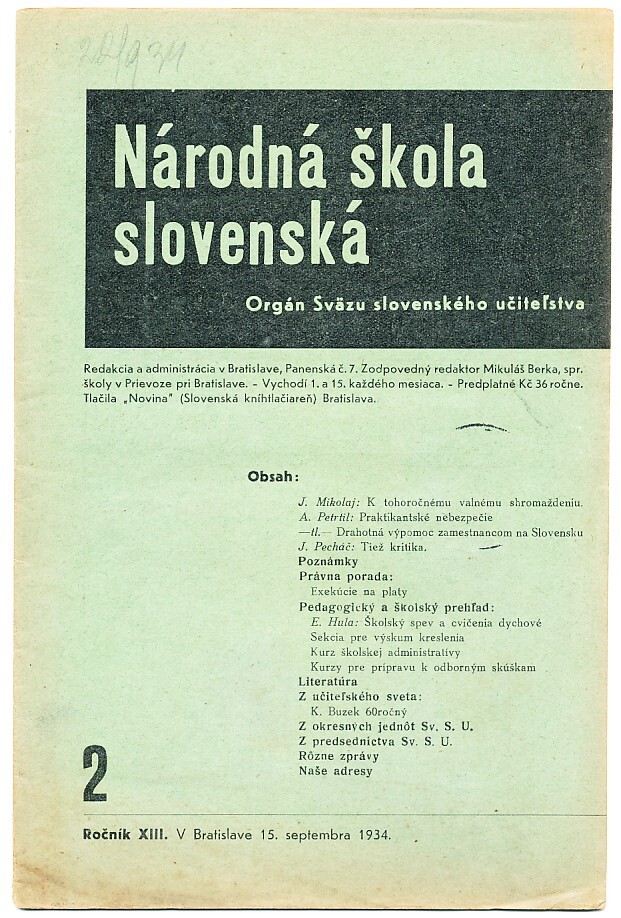 28/9 34
Národná škola
slovenská
Orgán Sväzu slovenského učiteľstva
Redakcia a administrácia v Bratislave, Panenská č. 7. Zodpovedný redaktor Mikuláš Berka, spr.
školy v Prievoze pri Bratislave. - Vychodí 1. a 15. každého mesiaca. - Predplatné Kč 36 ročne.
Tlačila „Novina" (Slovenská kníhtlačiareň) Bratislava.
Obsah:
J. Mikolaj: K tohoročnému valnému shromaždeniu.
A. Petrtil: Praktikantské nebezpečie
—tl.— Drahotná výpomoc zamestnancom na Slovensku
J. Pecháč: Tiež kritika.
Poznámky
Právna porada:
Exekúcie na platy
Pedagogický a školský prehľad:
E. Hula: Školský spev a cvičenia dychové
Sekcia pre výskum kreslenia
Kurz školskej administratívy
Kurzy pre prípravu k odborným skúškam
Literatúra
Z učiteľského sveta:
K. Buzek 60ročný
Z okresných jednôt Sv. S. U.
Z predsedníctva Sv. S. U.
Rôzne zprávy
Naše adresy
2
Ročník XIII. V Bratislave 15. septembra 1934.